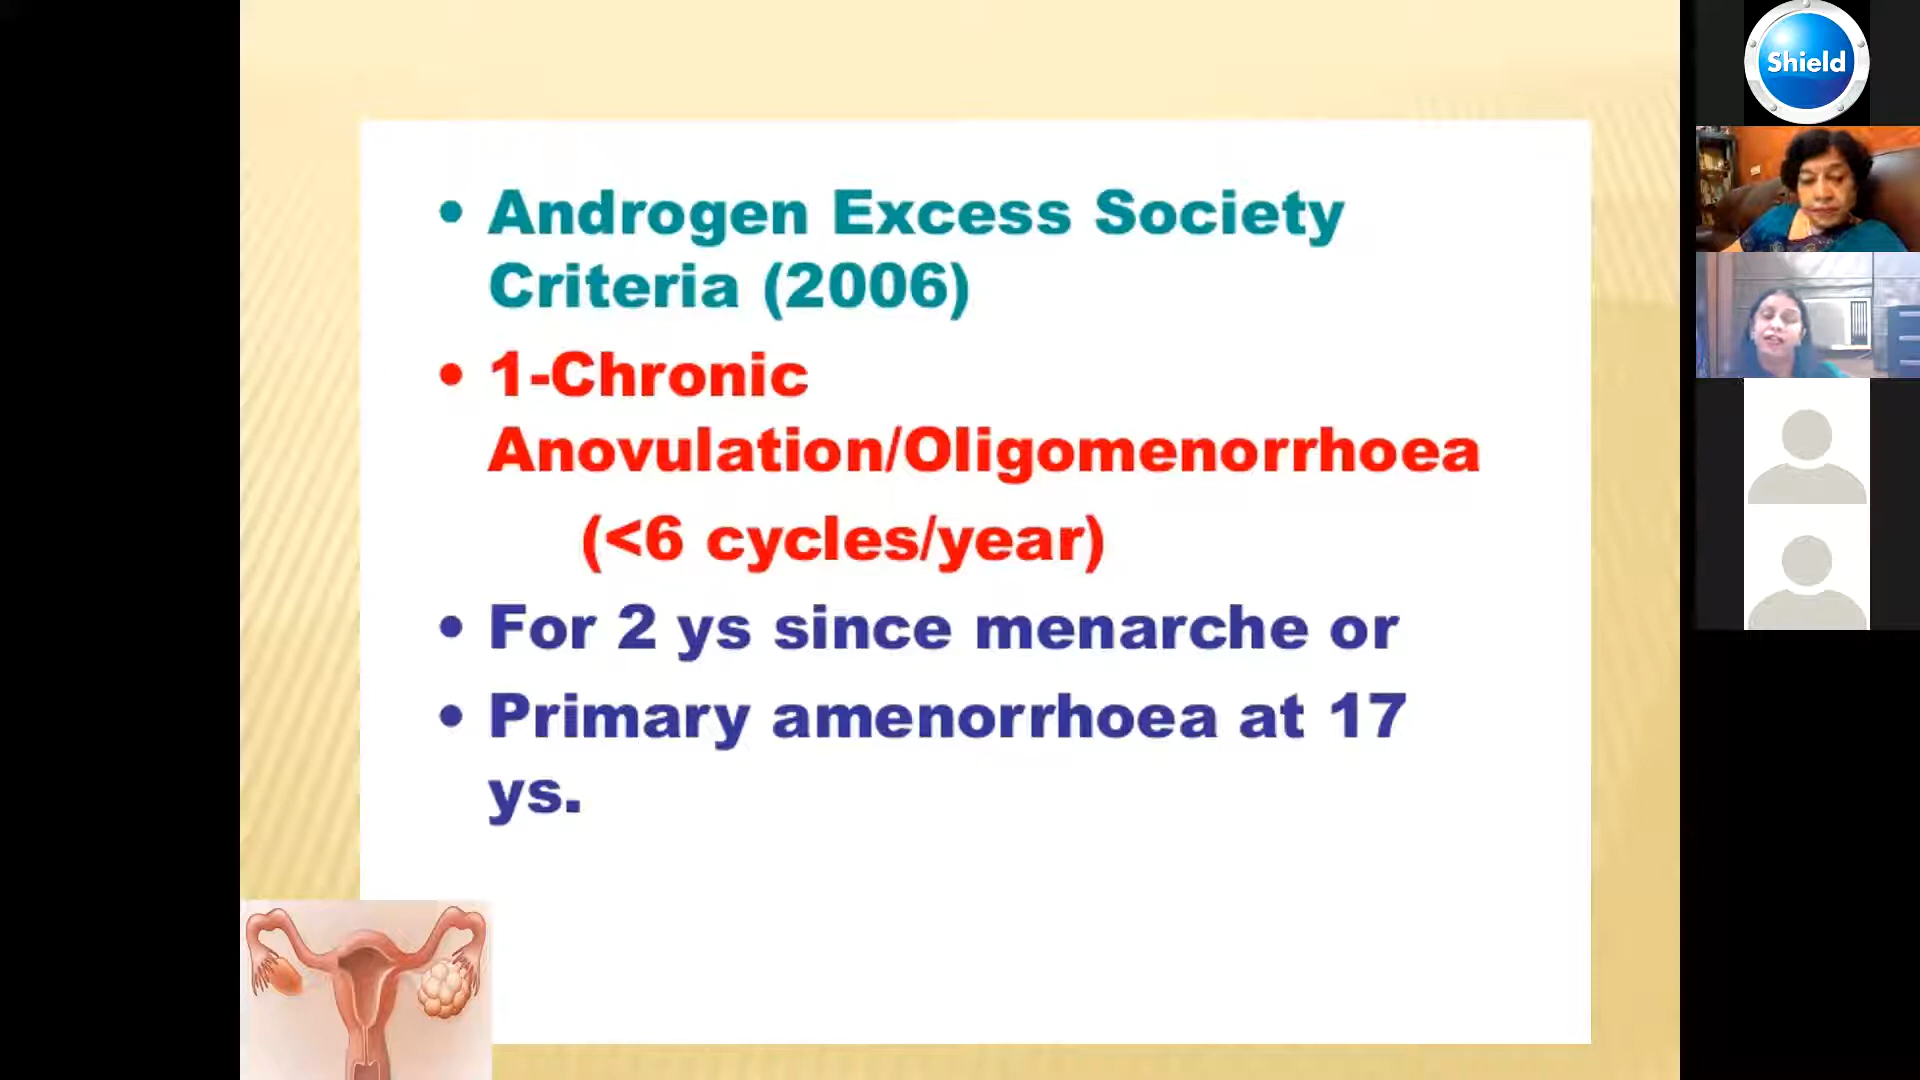 Androgen Excess Society
Criteria (2006)
1-Chronic
Anovulation/Oligomenorrhoea
(<6 cycles/year)
For 2 ys since menarche or
Primary amenorrhoea at 17
ys.
Shield